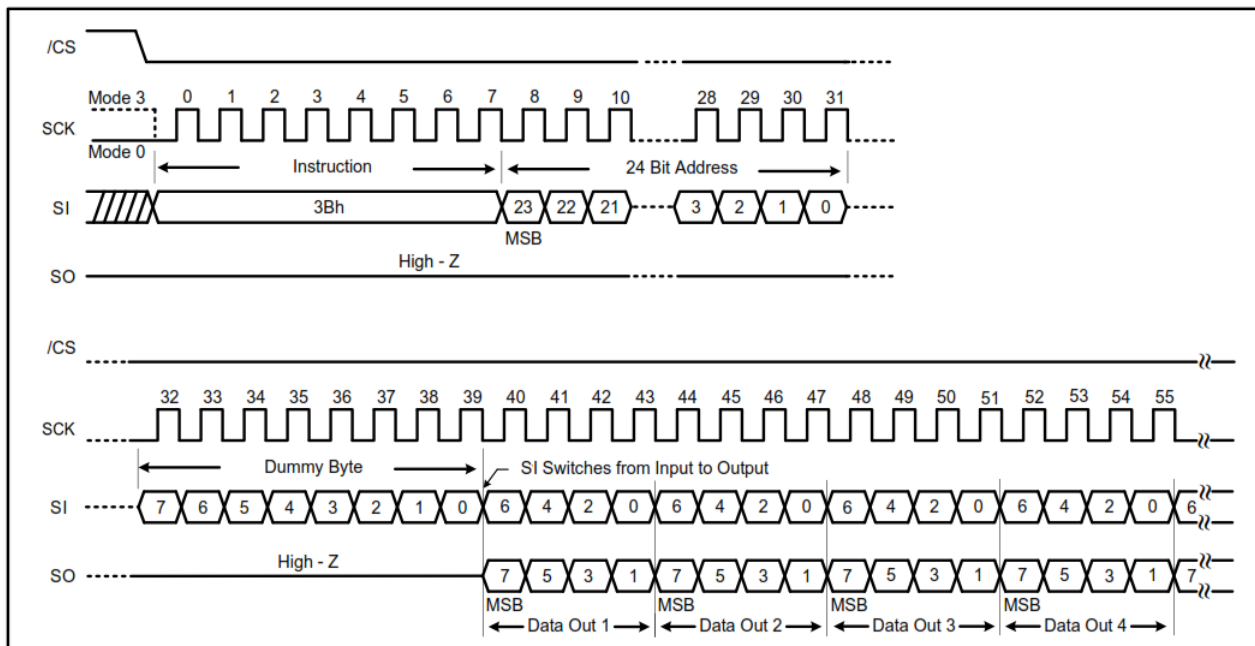 /CS
Mode 3 0 1 2 3 4 5 6 7 8 9 10 28 29 30 31
SCK
Mode 0
Instruction 24 Bit Address
SI 3Bh 23 22 21 3 2 1 0
MSB
High - Z
SO
/CS
32 33 34 35 36 37 38 39 40 41 42 43 44 45 46 47 48 49 50 51 52 53 54 55
SCK
Dummy Byte SI Switches from Input to Output
SI 7 6 5 4 3 2 1 0 6 4 2 0 6 4 2 0 6 4 2 0 6 4 2 0 6
High - Z
SO 7 5 3 1 7 5 3 1 7 5 3 1 7 5 3 1 7
MSB MSB MSB MSB
Data Out 1 Data Out 2 Data Out 3 Data Out 4